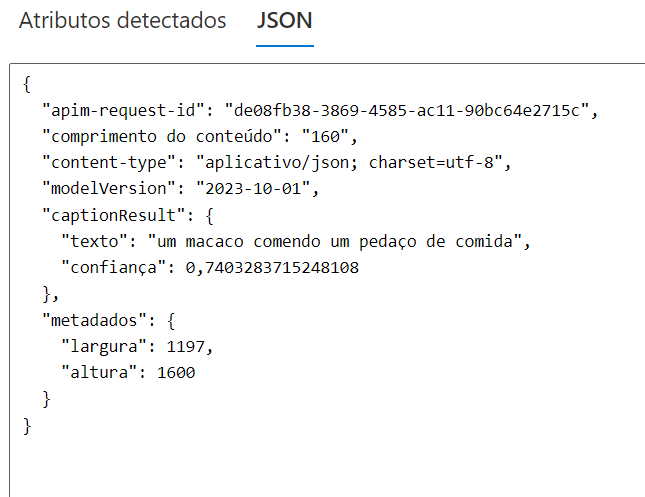 Atributos detectados JSON
{
"apim-request-id": "de08fb38-3869-4585-ac11-90bc64e2715c",
"comprimento do conteúdo": "160",
"content-type": "aplicativo/json; charset=utf-8",
"modelVersion": "2023-10-01",
"captionResult": {
"texto": "um macaco comendo um pedaço de comida",
"confiança": 0,7403283715248108
},
"metadados": {
"largura": 1197,
"altura": 1600
}
}